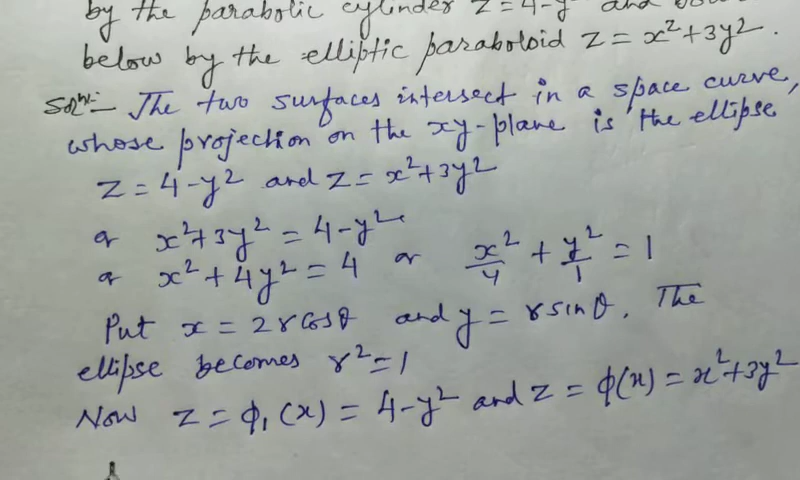 by the parabolic cylinder z = 4-y² and
below by the elliptic paraboloid z = x²+3y².
Solⁿ:- The two surfaces intersect in a space curve,
whose projection on the xy-plane is the ellipse
z = 4-y² and z = x²+3y²
or x²+3y² = 4-y².
or x²+4y² = 4 or x²/4 + y²/1 = 1
Put x = 2r cosθ and y = r sinθ. The
ellipse becomes r² = 1
Now z = ϕ₁(x) = 4-y² and z = ϕ(x) = x²+3y²